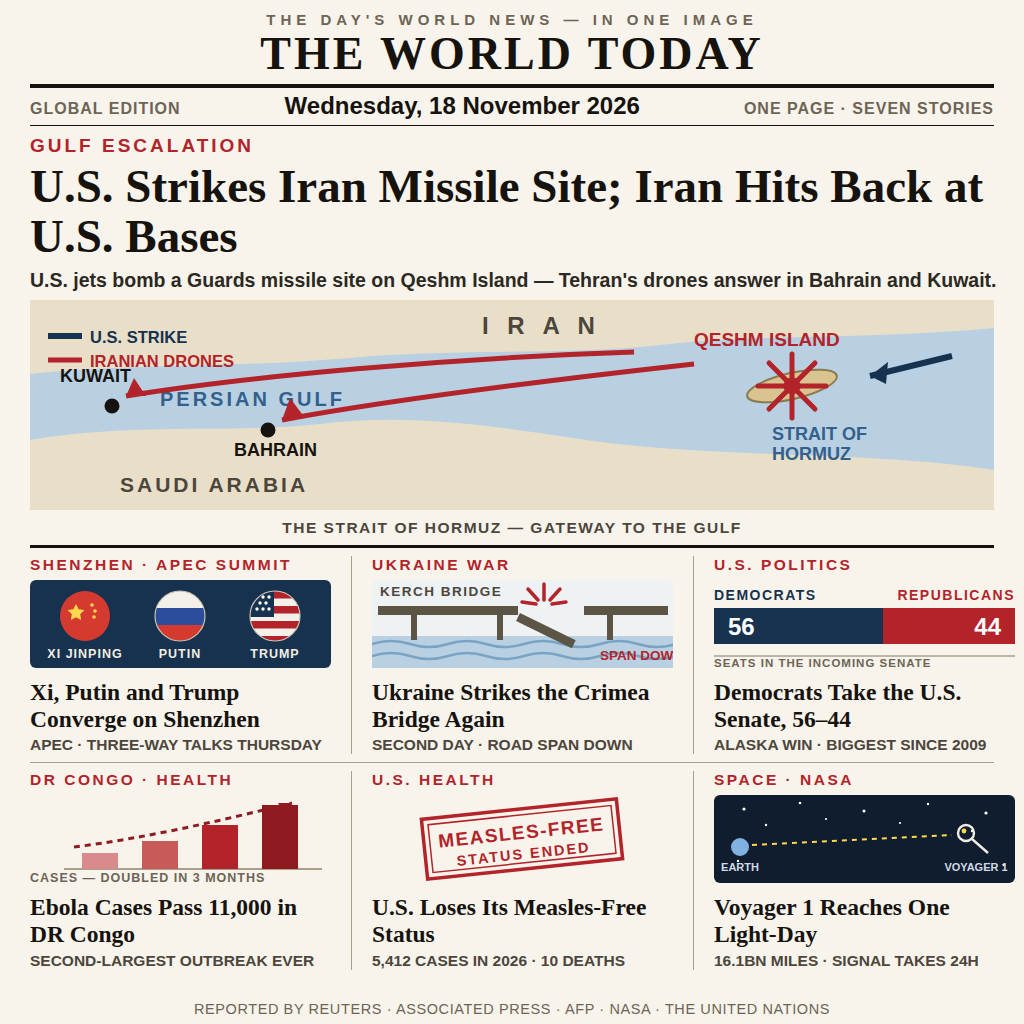 THE DAY'S WORLD NEWS — IN ONE IMAGE
THE WORLD TODAY
GLOBAL EDITION
Wednesday, 18 November 2026
ONE PAGE · SEVEN STORIES
GULF ESCALATION
U.S. Strikes Iran Missile Site; Iran Hits Back at
U.S. Bases
U.S. jets bomb a Guards missile site on Qeshm Island — Tehran's drones answer in Bahrain and Kuwait.
I R A N
U.S. STRIKE
IRANIAN DRONES
KUWAIT
QESHM ISLAND
PERSIAN GULF
BAHRAIN
STRAIT OF
HORMUZ
SAUDI ARABIA
THE STRAIT OF HORMUZ — GATEWAY TO THE GULF
SHENZHEN · APEC SUMMIT
XI JINPING
PUTIN
TRUMP
Xi, Putin and Trump
Converge on Shenzhen
APEC · THREE-WAY TALKS THURSDAY
UKRAINE WAR
KERCH BRIDGE
SPAN DOW
Ukraine Strikes the Crimea
Bridge Again
SECOND DAY · ROAD SPAN DOWN
U.S. POLITICS
DEMOCRATS
REPUBLICANS
56
44
SEATS IN THE INCOMING SENATE
Democrats Take the U.S.
Senate, 56–44
ALASKA WIN · BIGGEST SINCE 2009
DR CONGO · HEALTH
CASES — DOUBLED IN 3 MONTHS
Ebola Cases Pass 11,000 in
DR Congo
SECOND-LARGEST OUTBREAK EVER
U.S. HEALTH
MEASLES-FREE
STATUS ENDED
U.S. Loses Its Measles-Free
Status
5,412 CASES IN 2026 · 10 DEATHS
SPACE · NASA
EARTH
VOYAGER 1
Voyager 1 Reaches One
Light-Day
16.1BN MILES · SIGNAL TAKES 24H
REPORTED BY REUTERS · ASSOCIATED PRESS · AFP · NASA · THE UNITED NATIONS